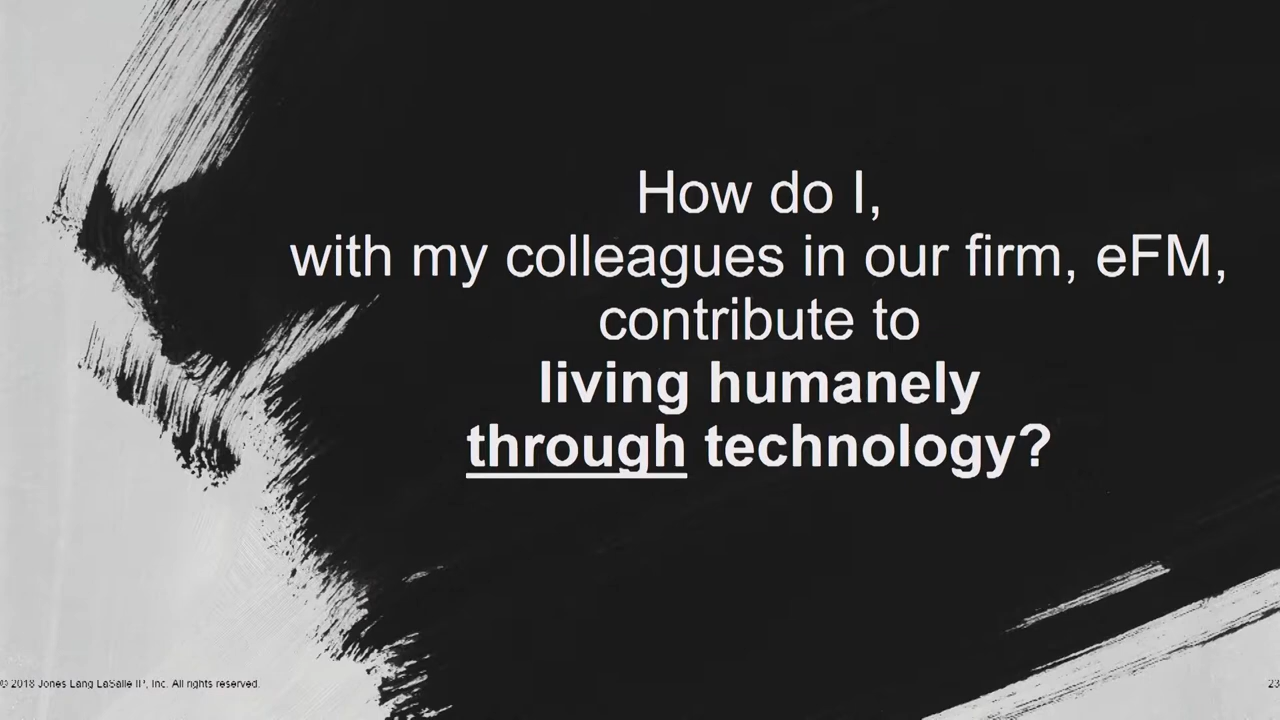 How do I,
with my colleagues in our firm, eFM,
contribute to
living humanely
through technology?
© 2018 Jones Lang LaSalle IP, Inc. All rights reserved.
23